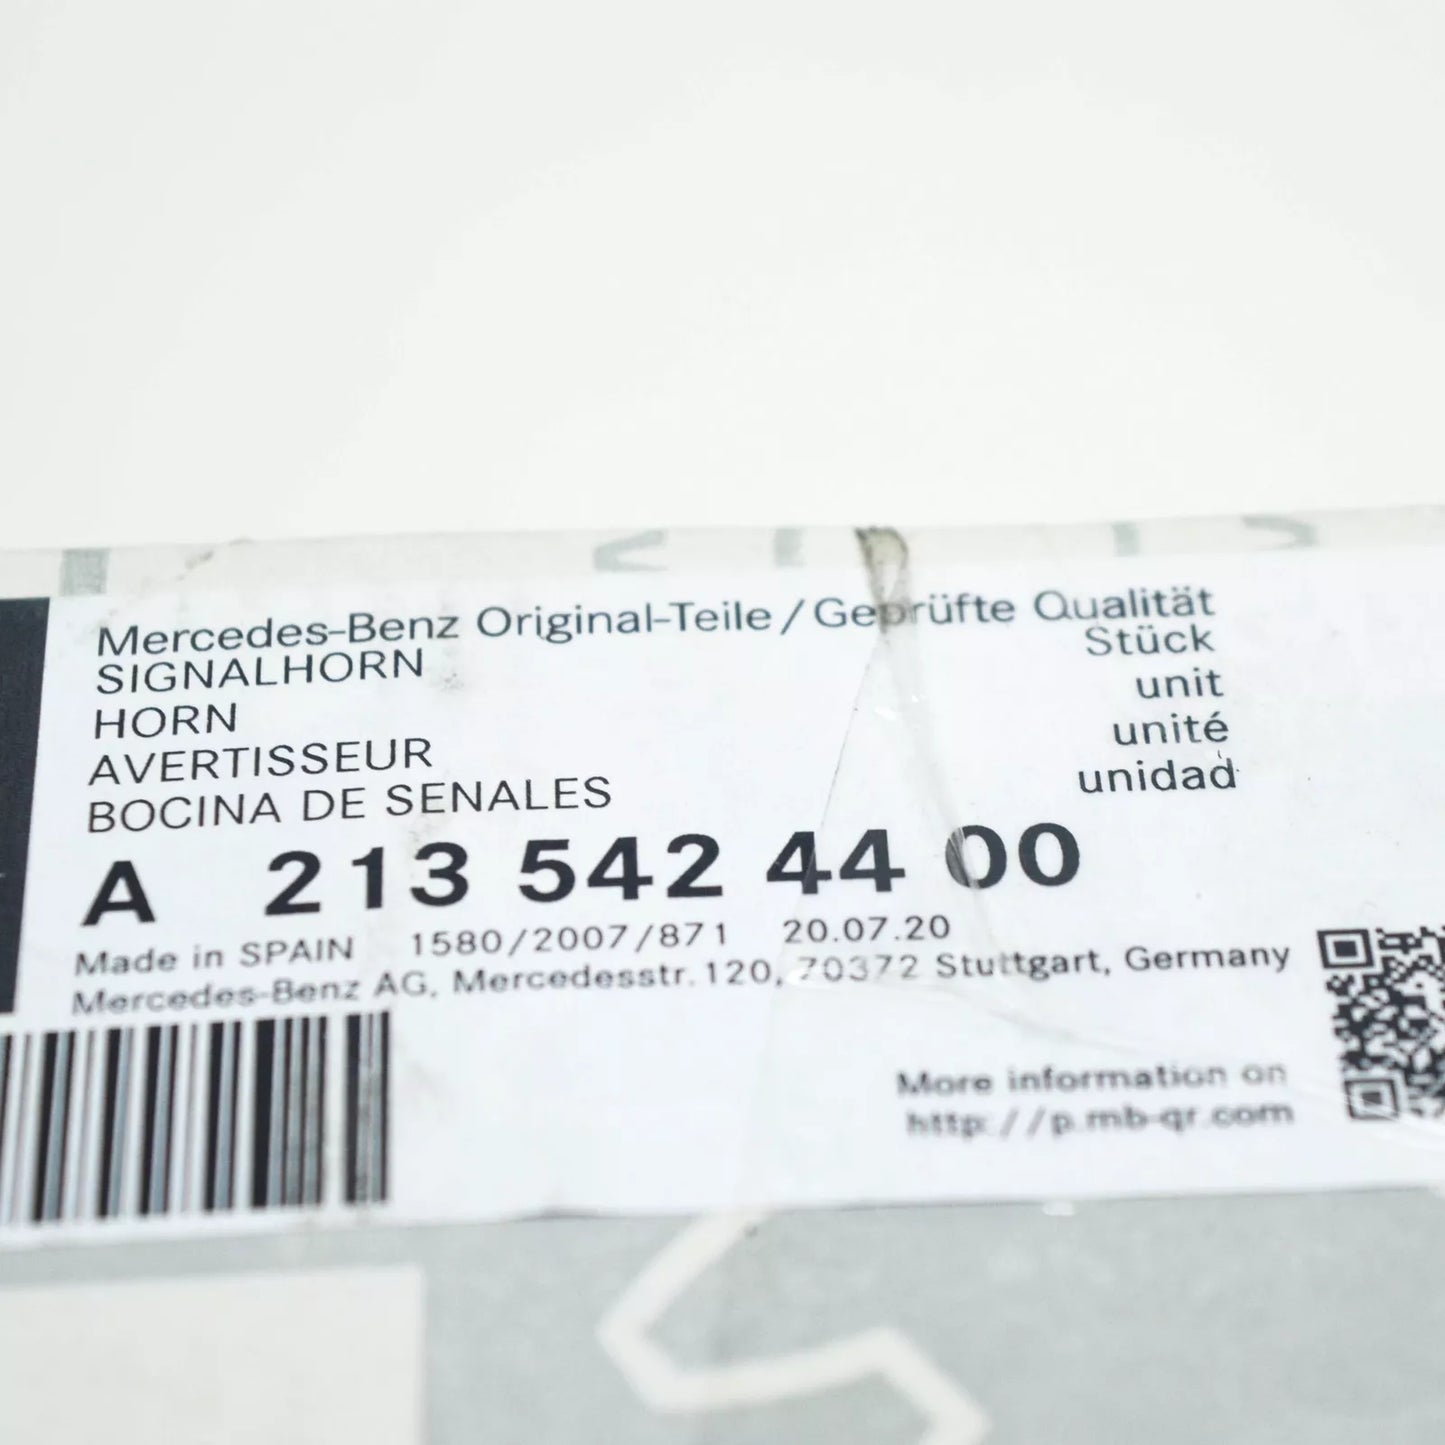 Mercedes-Benz Original-Teile / Geprüfte Qualität
SIGNALHORN Stück
HORN unit
AVERTISSEUR unité
BOCINA DE SENALES unidad
A 213 542 44 00
Made in SPAIN 1580/2007/871 20.07.20
Mercedes-Benz AG, Mercedesstr. 120, 70372 Stuttgart, Germany
More information on
http://p.mb-qr.com